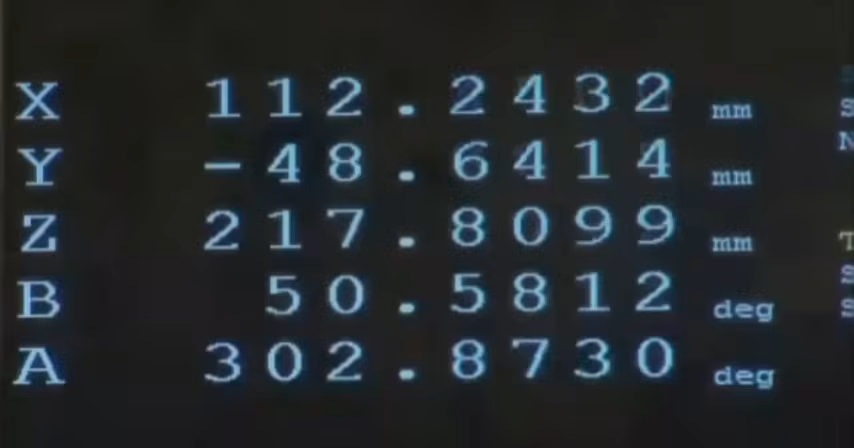 X 112.2432 mm
Y -48.6414 mm
Z 217.8099 mm
B 50.5812 deg
A 302.8730 deg